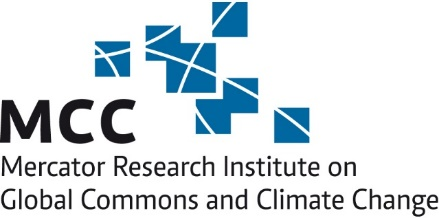 MCC
Mercator Research Institute on
Global Commons and Climate Change